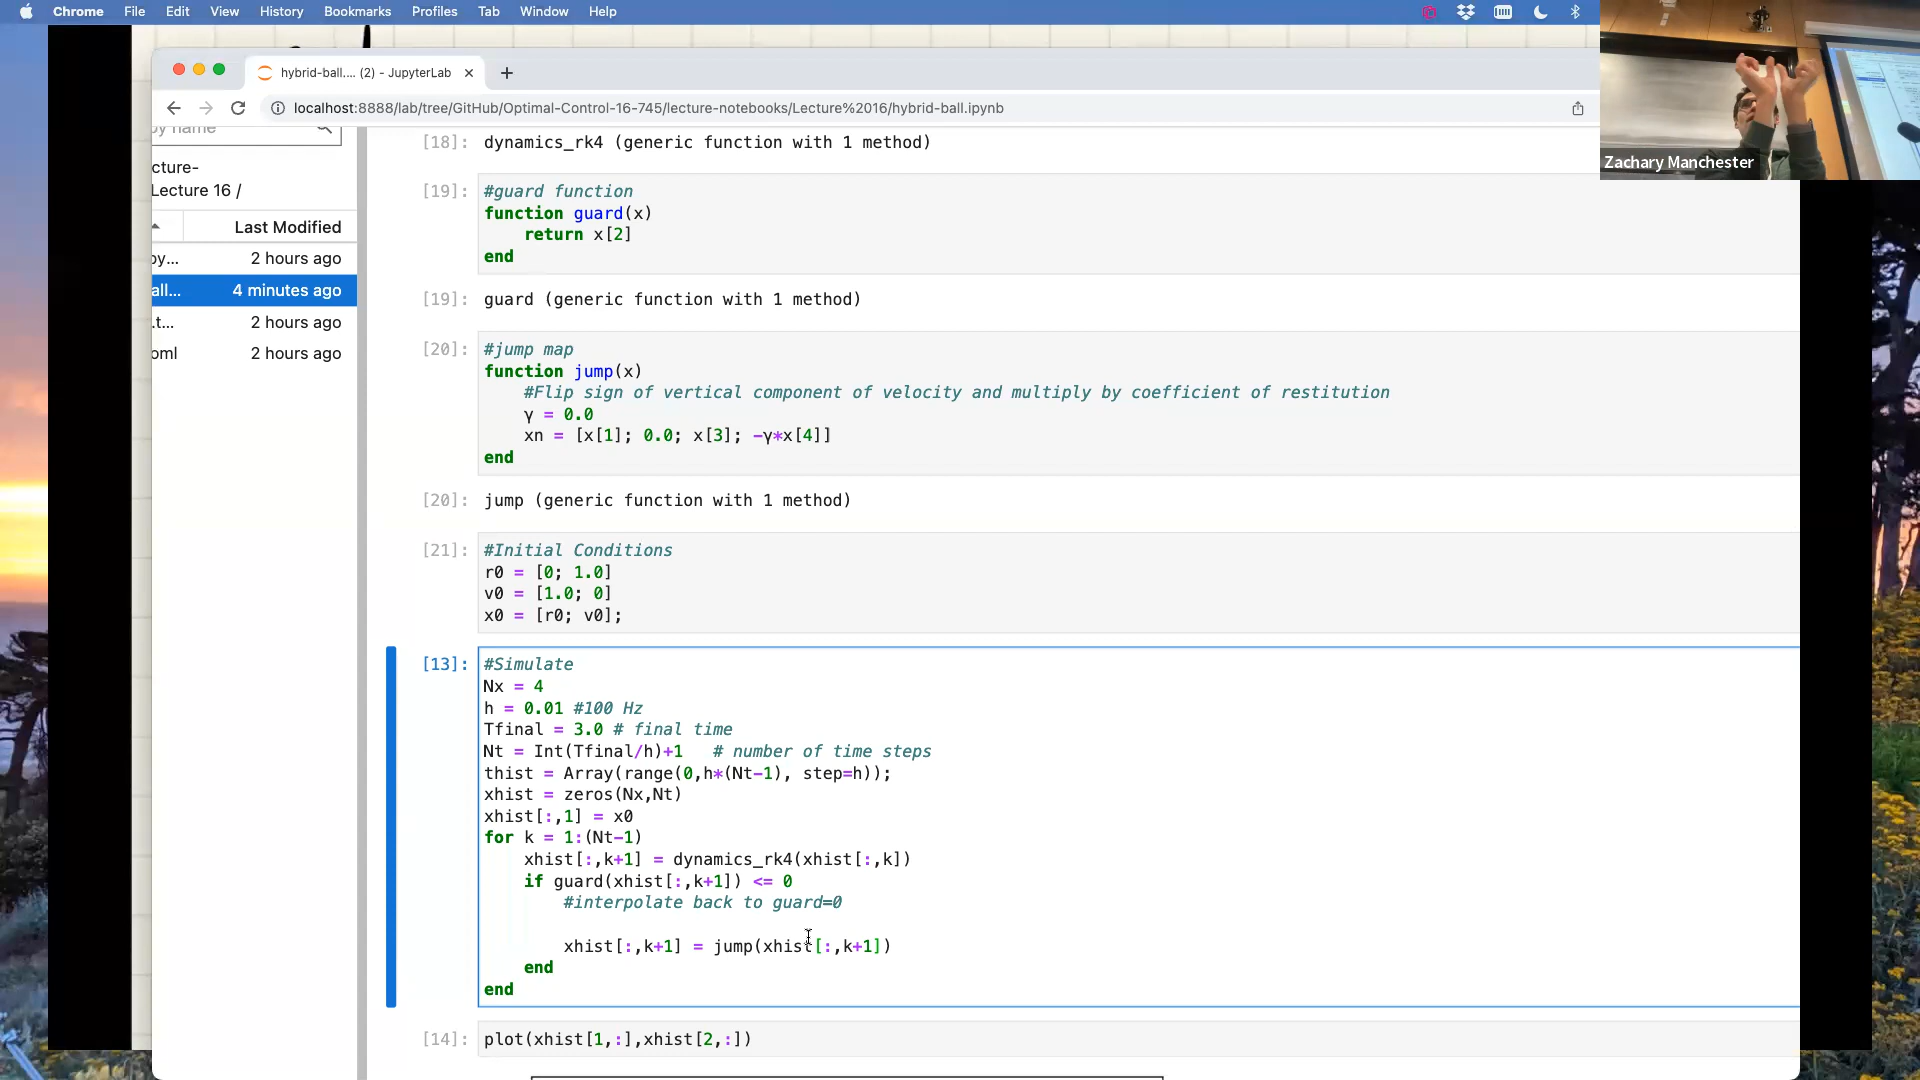 Chrome File Edit View History Bookmarks Profiles Tab Window Help
hybrid-ball.... (2) - JupyterLab
localhost:8888/lab/tree/GitHub/Optimal-Control-16-745/lecture-notebooks/Lecture%2016/hybrid-ball.ipynb
Zachary Manchester
by name
cture-
Lecture 16 /
Last Modified
oy... 2 hours ago
all... 4 minutes ago
.t... 2 hours ago
oml 2 hours ago
[18]: dynamics_rk4 (generic function with 1 method)
[19]: #guard function
function guard(x)
return x[2]
end
[19]: guard (generic function with 1 method)
[20]: #jump map
function jump(x)
#Flip sign of vertical component of velocity and multiply by coefficient of restitution
γ = 0.0
xn = [x[1]; 0.0; x[3]; -γ*x[4]]
end
[20]: jump (generic function with 1 method)
[21]: #Initial Conditions
r0 = [0; 1.0]
v0 = [1.0; 0]
x0 = [r0; v0];
[13]: #Simulate
Nx = 4
h = 0.01 #100 Hz
Tfinal = 3.0 # final time
Nt = Int(Tfinal/h)+1 # number of time steps
thist = Array(range(0,h*(Nt-1), step=h));
xhist = zeros(Nx,Nt)
xhist[:,1] = x0
for k = 1:(Nt-1)
xhist[:,k+1] = dynamics_rk4(xhist[:,k])
if guard(xhist[:,k+1]) <= 0
#interpolate back to guard=0
xhist[:,k+1] = jump(xhist[:,k+1])
end
end
[14]: plot(xhist[1,:],xhist[2,:])